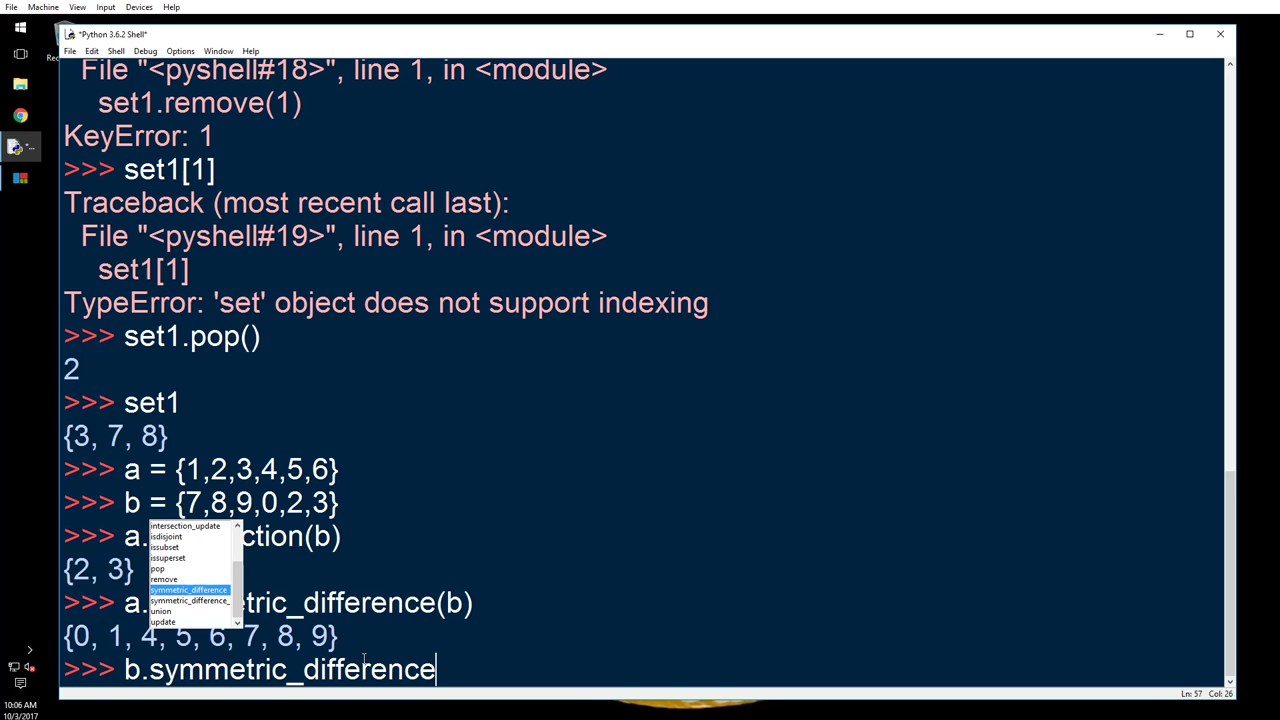 File Machine View Input Devices Help
Rec
*Python 3.6.2 Shell*
File Edit Shell Debug Options Window Help
File "<pyshell#18>", line 1, in <module>
set1.remove(1)
KeyError: 1
>>> set1[1]
Traceback (most recent call last):
File "<pyshell#19>", line 1, in <module>
set1[1]
TypeError: 'set' object does not support indexing
>>> set1.pop()
2
>>> set1
{3, 7, 8}
>>> a = {1,2,3,4,5,6}
>>> b = {7,8,9,0,2,3}
>>> a. ction(b)
{2, 3}
>>> a. tric_difference(b)
{0, 1, 4, 5, 6, 7, 8, 9}
>>> b.symmetric_difference
intersection_update
isdisjoint
issubset
issuperset
pop
remove
symmetric_difference
symmetric_difference_
union
update
Ln: 57 Col: 26
10:06 AM
10/3/2017